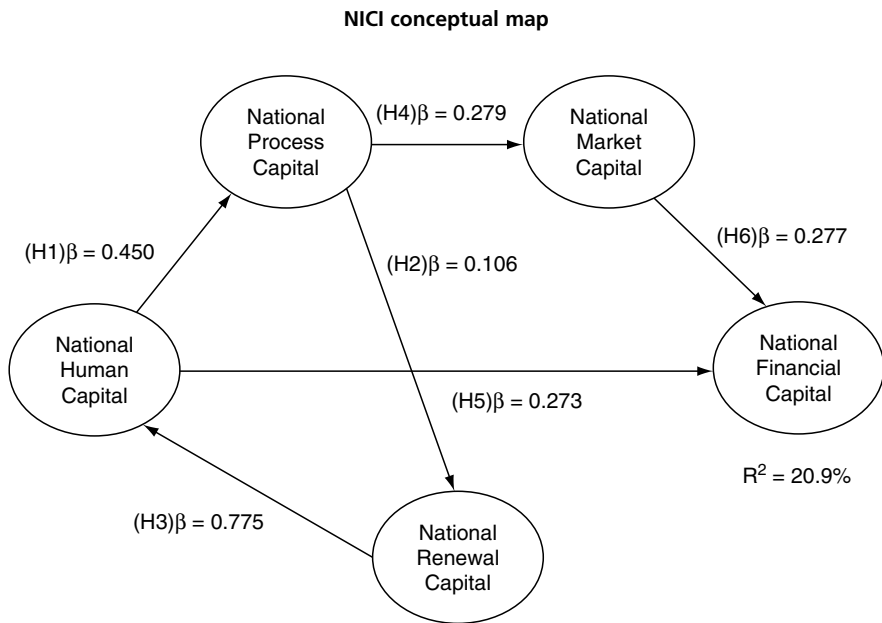 NICI conceptual map
National
Process
Capital
(H4)β = 0.279
National
Market
Capital
(H1)β = 0.450
(H2)β = 0.106
(H6)β = 0.277
National
Human
Capital
National
Financial
Capital
(H5)β = 0.273
R² = 20.9%
(H3)β = 0.775
National
Renewal
Capital